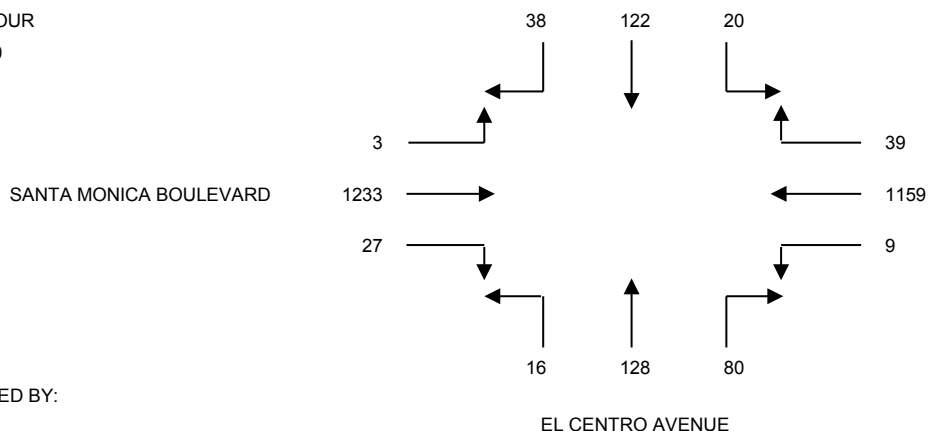 38 122 20
3 39
SANTA MONICA BOULEVARD 1233 1159
27 9
16 128 80
ED BY:
EL CENTRO AVENUE